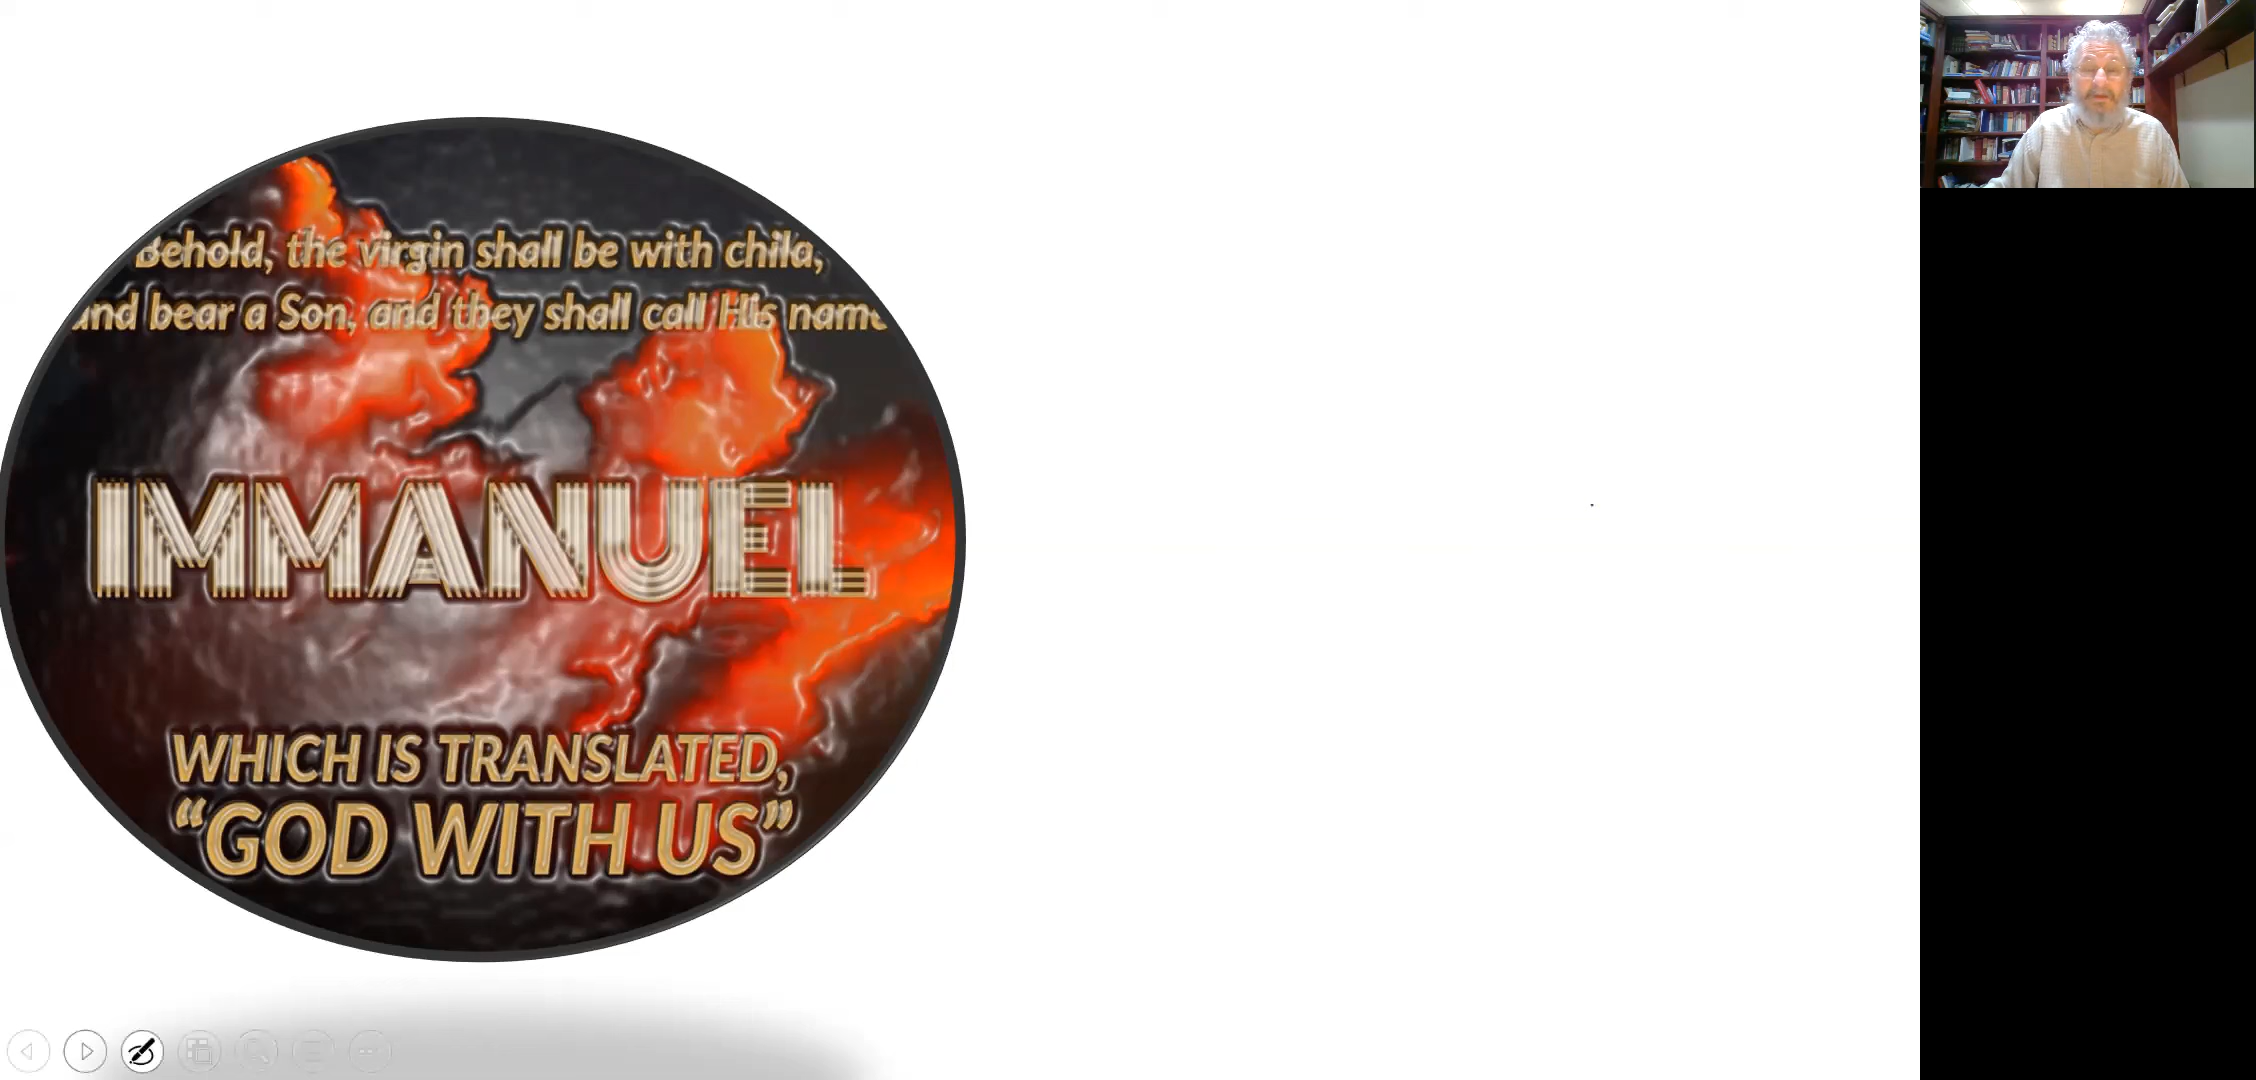 Behold, the virgin shall be with child,
and bear a Son, and they shall call His name
IMMANUEL
WHICH IS TRANSLATED,
“GOD WITH US”